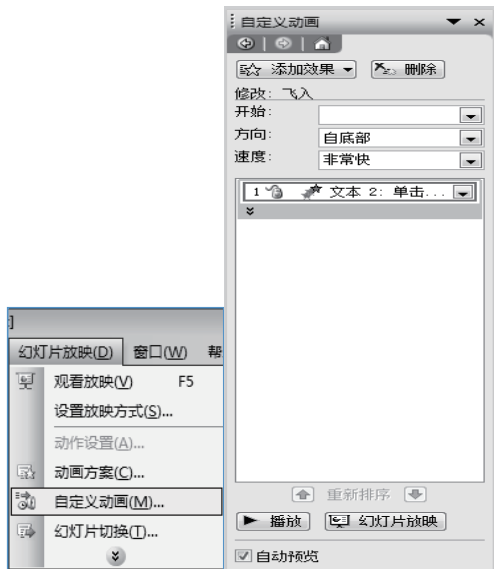 自定义动画
添加效果 删除
修改: 飞入
开始:
方向: 自底部
速度: 非常快
1 文本 2: 单击...
重新排序
播放 幻灯片放映
自动预览
:]
幻灯片放映(D) 窗口(W) 帮
观看放映(V) F5
设置放映方式(S)...
动作设置(A)...
动画方案(C)...
自定义动画(M)...
幻灯片切换(T)...